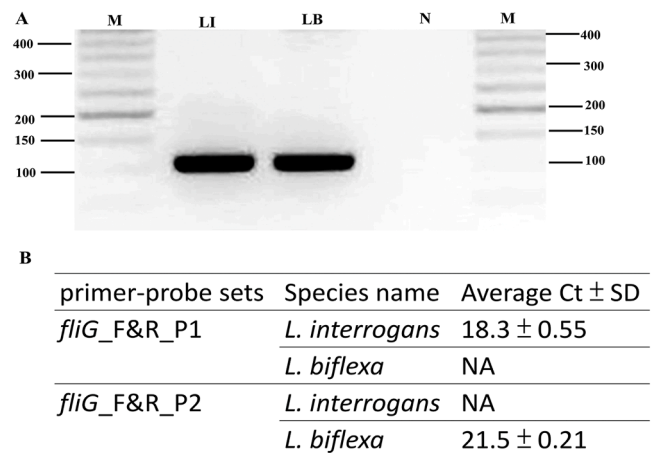 A M LI LB N M
400 400
300 300
200 200
150 150
100 100
B
primer-probe sets Species name Average Ct ± SD
fliG_F&R_P1 L. interrogans 18.3 ± 0.55
L. biflexa NA
fliG_F&R_P2 L. interrogans NA
L. biflexa 21.5 ± 0.21